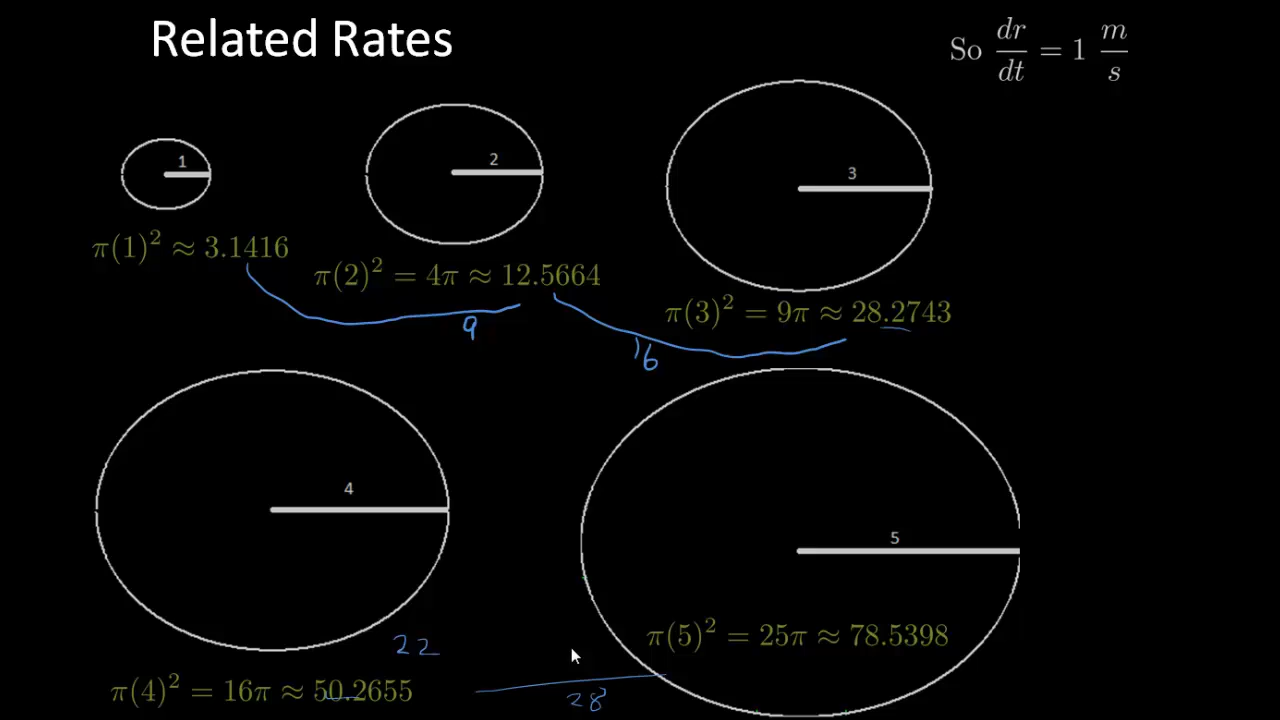 Related Rates
So dr/dt = 1 m/s
1
2
3
π(1)² ≈ 3.1416
π(2)² = 4π ≈ 12.5664
π(3)² = 9π ≈ 28.2743
9
16
4
5
π(5)² = 25π ≈ 78.5398
22
π(4)² = 16π ≈ 50.2655
28